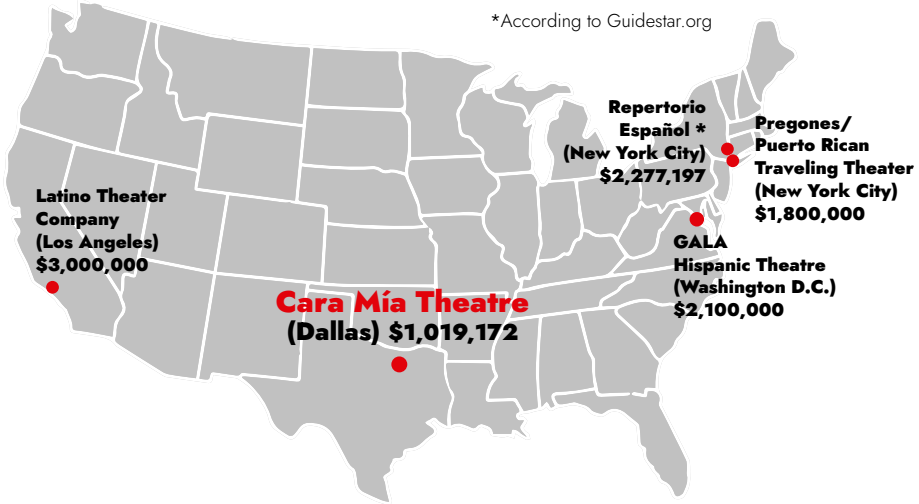 *According to Guidestar.org
Repertorio
Español *
(New York City)
$2,277,197
Pregones/
Puerto Rican
Traveling Theater
(New York City)
$1,800,000
Latino Theater
Company
(Los Angeles)
$3,000,000
GALA
Hispanic Theatre
(Washington D.C.)
$2,100,000
Cara Mía Theatre
(Dallas) $1,019,172